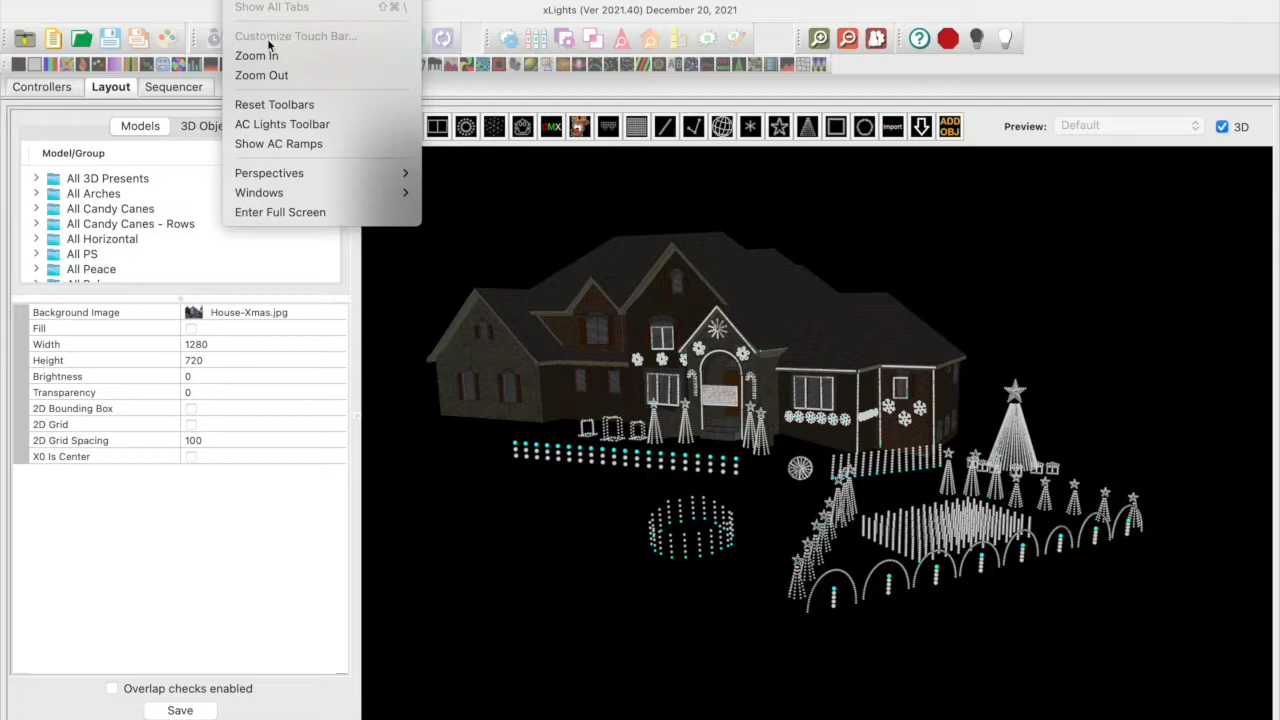 xLights (Ver 2021.40) December 20, 2021
Show All Tabs ⇧⌘\
Customize Touch Bar...
Zoom In
Zoom Out
Reset Toolbars
AC Lights Toolbar
Show AC Ramps
Perspectives
Windows
Enter Full Screen
Controllers Layout Sequencer
Models 3D Obje
DMX
Import
ADD OBJ
Preview: Default 3D
Model/Group
All 3D Presents
All Arches
All Candy Canes
All Candy Canes - Rows
All Horizontal
All PS
All Peace
Background Image House-Xmas.jpg
Fill
Width 1280
Height 720
Brightness 0
Transparency 0
2D Bounding Box
2D Grid
2D Grid Spacing 100
X0 Is Center
Overlap checks enabled
Save